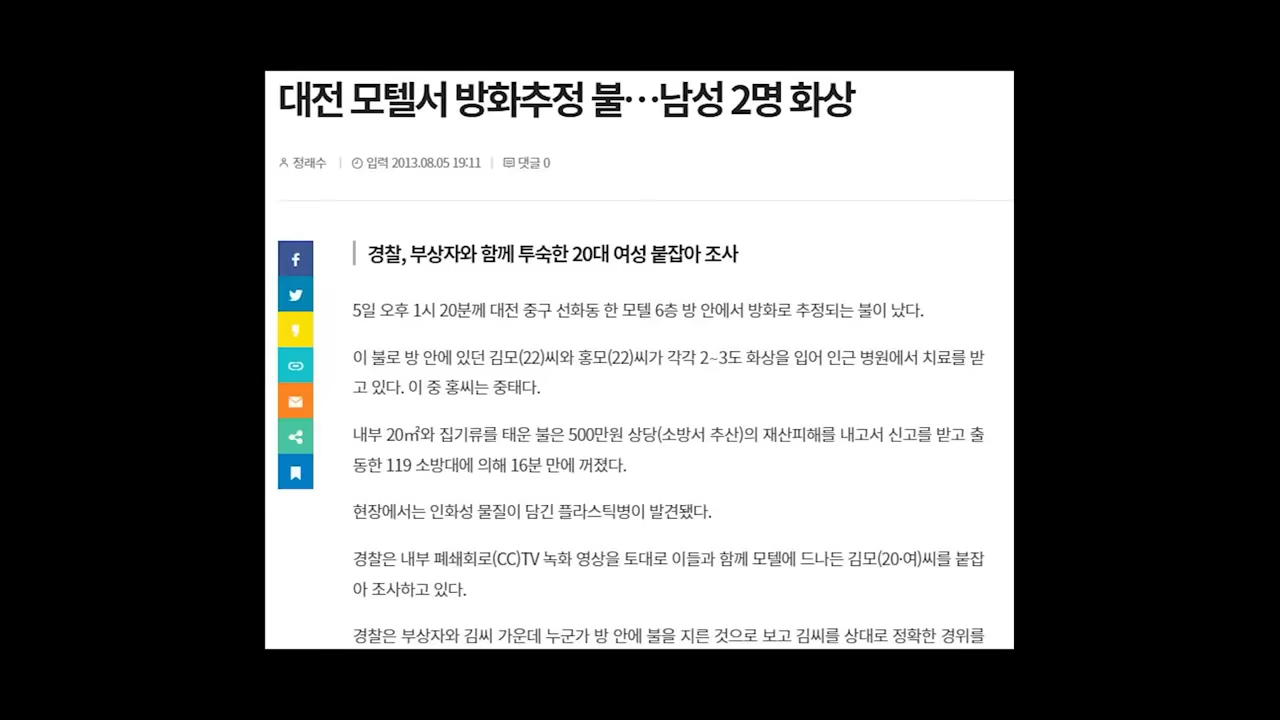 대전 모텔서 방화추정 불…남성 2명 화상
정래수 | 입력 2013.08.05 19:11 | 댓글 0
경찰, 부상자와 함께 투숙한 20대 여성 붙잡아 조사
5일 오후 1시 20분께 대전 중구 선화동 한 모텔 6층 방 안에서 방화로 추정되는 불이 났다.
이 불로 방 안에 있던 김모(22)씨와 홍모(22)씨가 각각 2~3도 화상을 입어 인근 병원에서 치료를 받
고 있다. 이 중 홍씨는 중태다.
내부 20㎡와 집기류를 태운 불은 500만원 상당(소방서 추산)의 재산피해를 내고서 신고를 받고 출
동한 119 소방대에 의해 16분 만에 꺼졌다.
현장에서는 인화성 물질이 담긴 플라스틱병이 발견됐다.
경찰은 내부 폐쇄회로(CC)TV 녹화 영상을 토대로 이들과 함께 모텔에 드나든 김모(20·여)씨를 붙잡
아 조사하고 있다.
경찰은 부상자와 김씨 가운데 누군가 방 안에 불을 지른 것으로 보고 김씨를 상대로 정확한 경위를